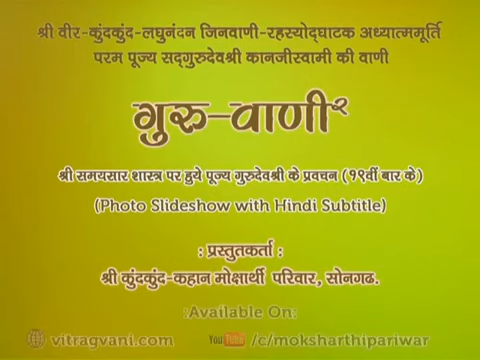 श्री वीर-कुंदकुंद-लघुनंदन जिनवाणी-रहस्योद्घाटक अध्यात्ममूर्ति
परम पूज्य सद्गुरुदेवश्री कानजीस्वामी की वाणी
गुरु-वाणी२
श्री समयसार शास्त्र पर हुये पूज्य गुरुदेवश्री के प्रवचन (१९वीं बार के)
(Photo Slideshow with Hindi Subtitle)
: प्रस्तुतकर्ता :
श्री कुंदकुंद-कहान मोक्षार्थी परिवार, सोनगढ.
:Available On:
vitragvani.com YouTube /c/moksharthipariwar